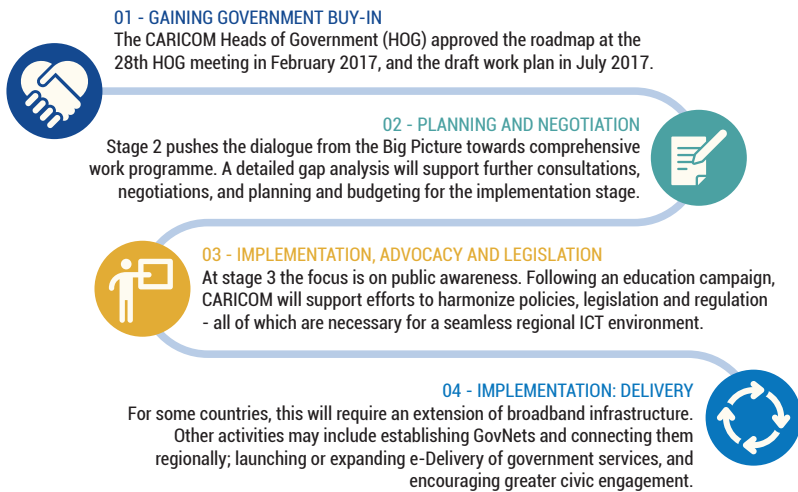 01 - GAINING GOVERNMENT BUY-IN
The CARICOM Heads of Government (HOG) approved the roadmap at the
28th HOG meeting in February 2017, and the draft work plan in July 2017.
02 - PLANNING AND NEGOTIATION
Stage 2 pushes the dialogue from the Big Picture towards comprehensive
work programme. A detailed gap analysis will support further consultations,
negotiations, and planning and budgeting for the implementation stage.
03 - IMPLEMENTATION, ADVOCACY AND LEGISLATION
At stage 3 the focus is on public awareness. Following an education campaign,
CARICOM will support efforts to harmonize policies, legislation and regulation
- all of which are necessary for a seamless regional ICT environment.
04 - IMPLEMENTATION: DELIVERY
For some countries, this will require an extension of broadband infrastructure.
Other activities may include establishing GovNets and connecting them
regionally; launching or expanding e-Delivery of government services, and
encouraging greater civic engagement.